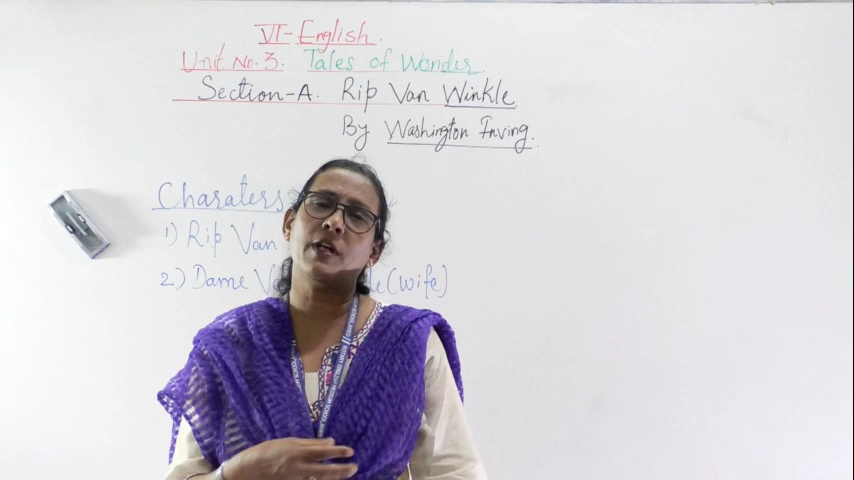 VI-English.
Unit No. 3. Tales of Wonder.
Section-A. Rip Van Winkle
By Washington Irving.
Charaters
1) Rip Van
2) Dame (wife)